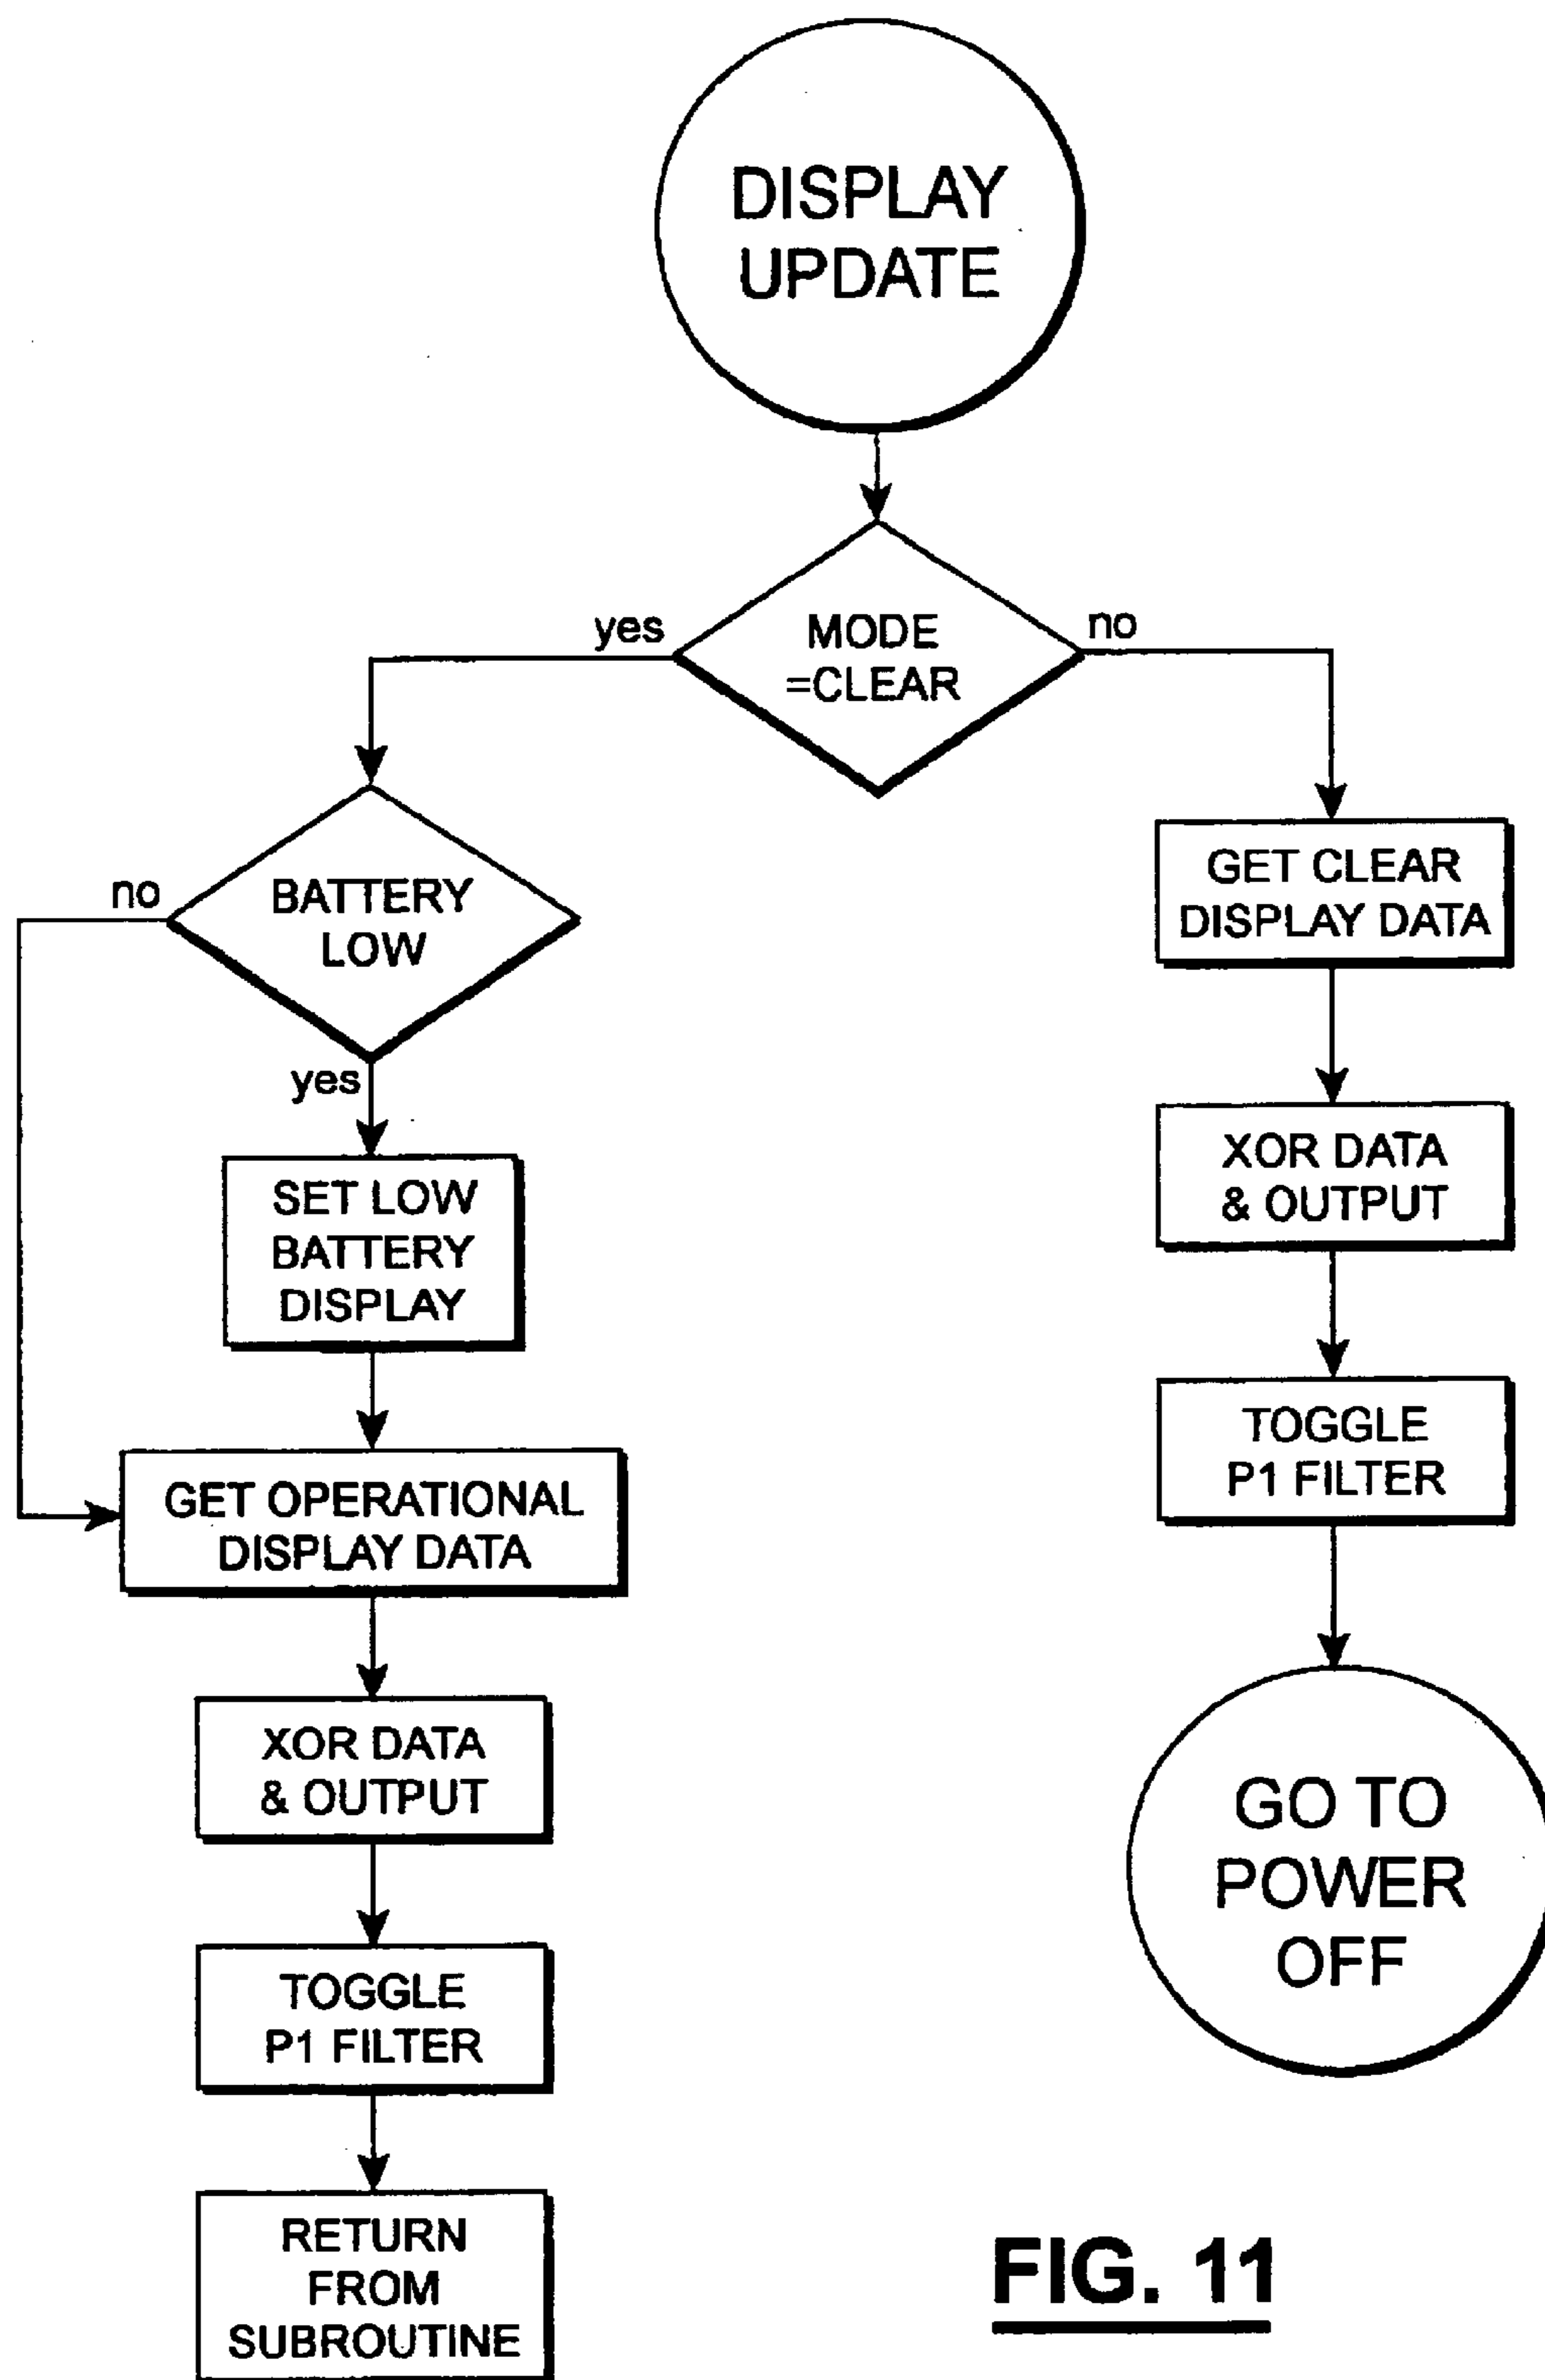 DISPLAY
UPDATE
yes
MODE
=CLEAR
no
no
BATTERY
LOW
yes
SET LOW
BATTERY
DISPLAY
GET OPERATIONAL
DISPLAY DATA
XOR DATA
& OUTPUT
TOGGLE
P1 FILTER
RETURN
FROM
SUBROUTINE
GET CLEAR
DISPLAY DATA
XOR DATA
& OUTPUT
TOGGLE
P1 FILTER
GO TO
POWER
OFF
FIG. 11